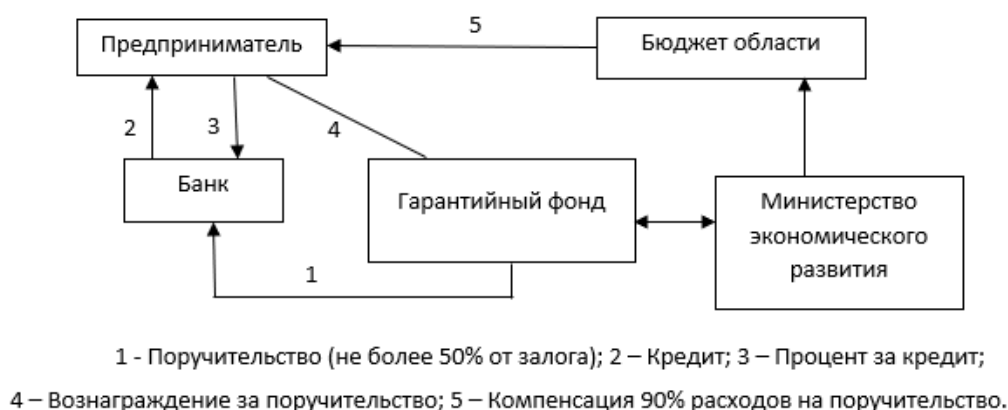 5
Предприниматель
Бюджет области
2
3
4
Банк
Гарантийный фонд
Министерство
экономического
развития
1
1 - Поручительство (не более 50% от залога); 2 – Кредит; 3 – Процент за кредит;
4 – Вознаграждение за поручительство; 5 – Компенсация 90% расходов на поручительство.